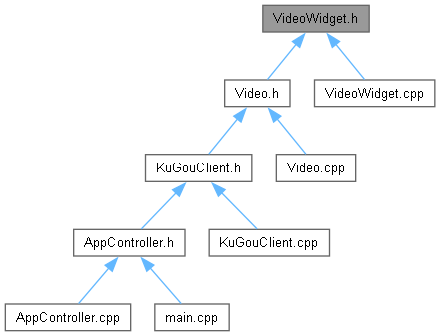 VideoWidget.h
Video.h
VideoWidget.cpp
KuGouClient.h
Video.cpp
AppController.h
KuGouClient.cpp
AppController.cpp
main.cpp